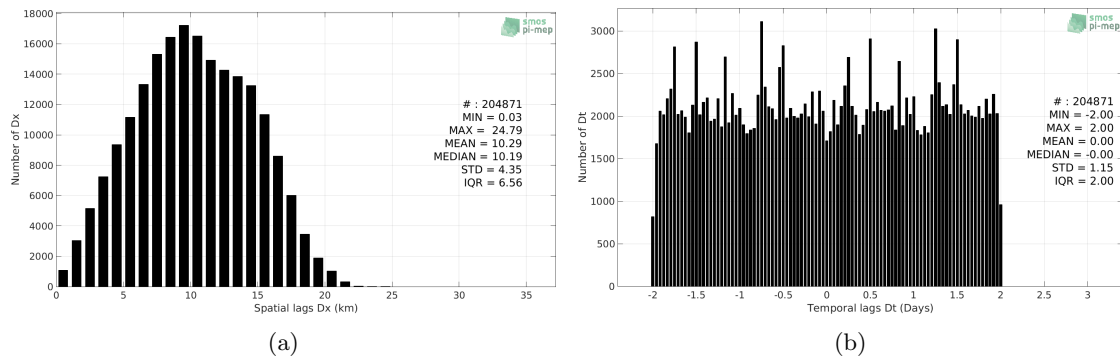 18000
16000
14000
12000
10000
8000
6000
4000
2000
0
Number of Dx
0 5 10 15 20 25 30 35
Spatial lags Dx (km)
smos
pi-mep
# : 204871
MIN = 0.03
MAX = 24.79
MEAN = 10.29
MEDIAN = 10.19
STD = 4.35
IQR = 6.56
(a)
3000
2500
2000
1500
1000
500
0
Number of Dt
-2 -1.5 -1 -0.5 0 0.5 1 1.5 2 2.5 3
Temporal lags Dt (Days)
smos
pi-mep
# : 204871
MIN = -2.00
MAX = 2.00
MEAN = 0.00
MEDIAN = -0.00
STD = 1.15
IQR = 2.00
(b)